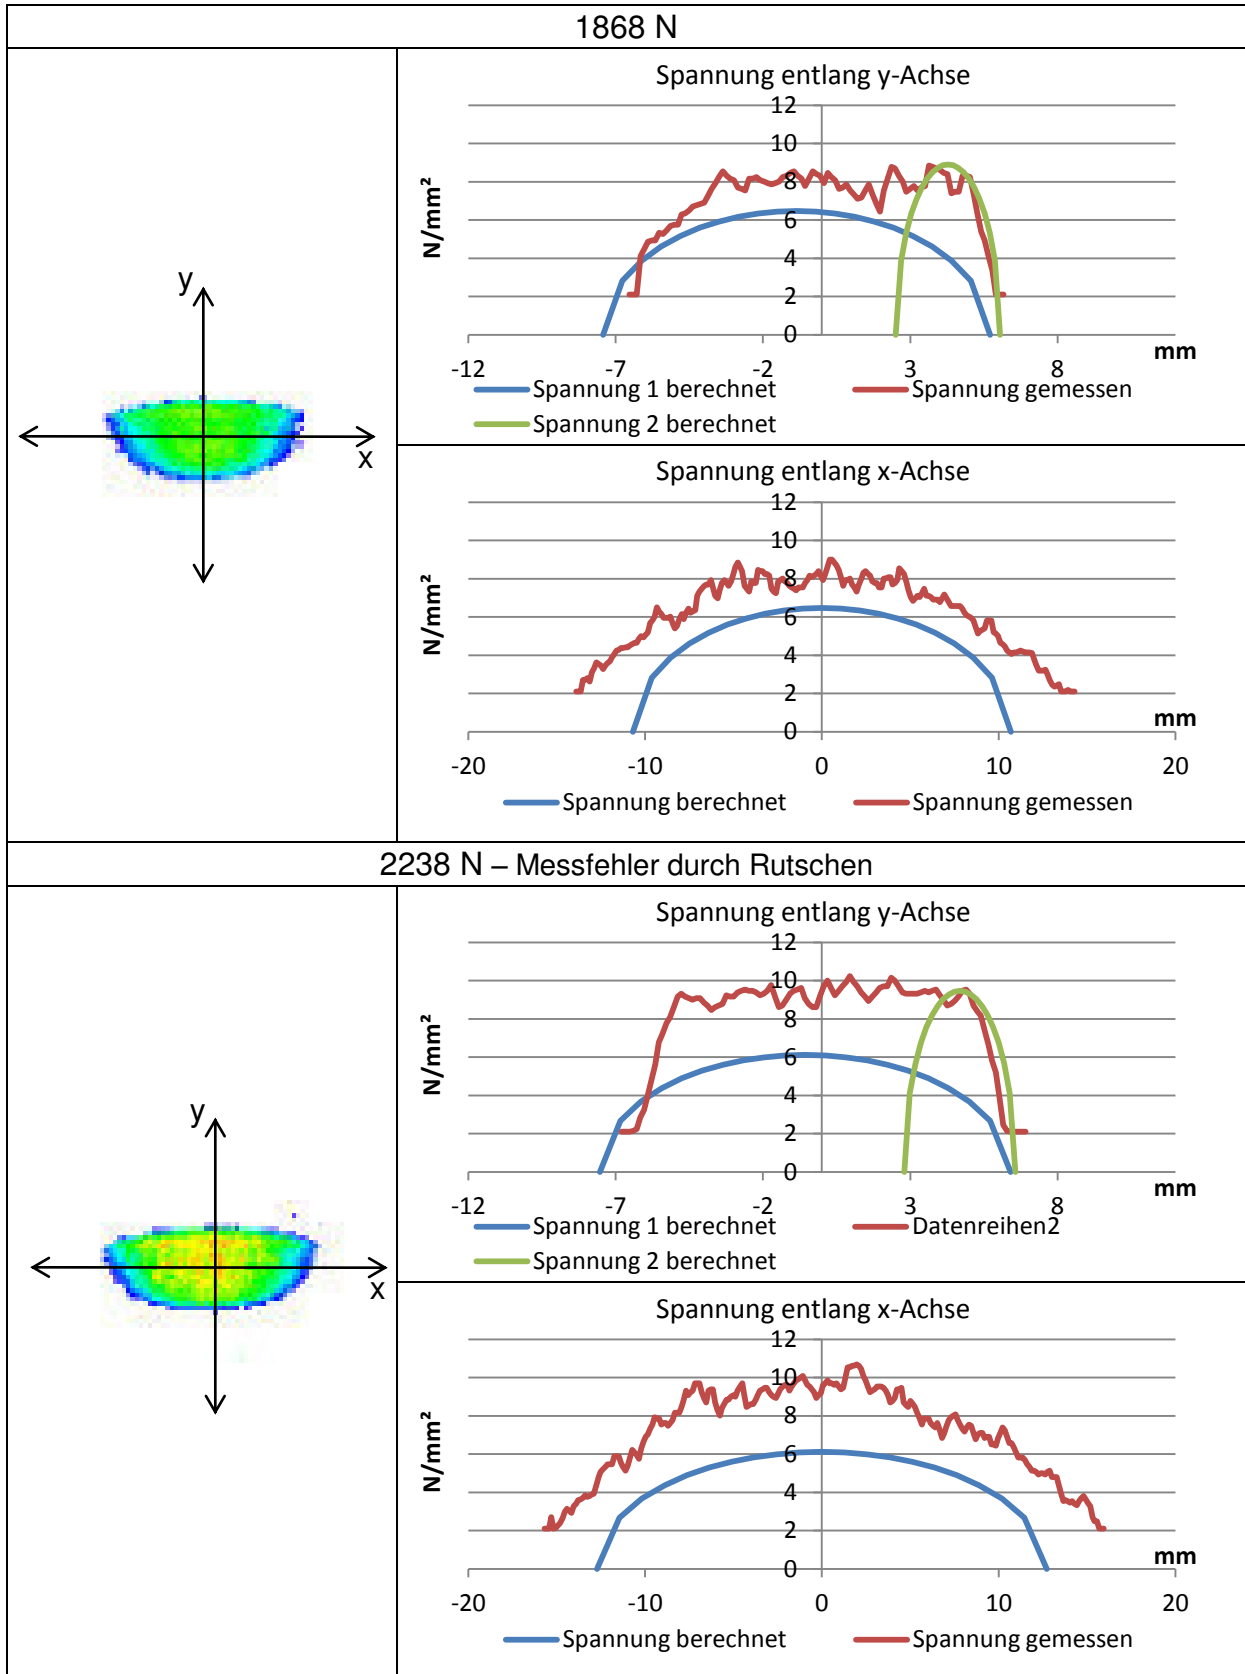 1868 N
Spannung entlang y-Achse
12
10
8
6
4
2
0
N/mm²
-12 -7 -2 3 8
mm
Spannung 1 berechnet Spannung gemessen
Spannung 2 berechnet
y
x
Spannung entlang x-Achse
12
10
8
6
4
2
0
N/mm²
mm
-20 -10 0 10 20
Spannung berechnet Spannung gemessen
2238 N – Messfehler durch Rutschen
Spannung entlang y-Achse
12
10
8
6
4
2
0
N/mm²
-12 -7 -2 3 8
mm
Spannung 1 berechnet Datenreihen2
Spannung 2 berechnet
y
x
Spannung entlang x-Achse
12
10
8
6
4
2
0
N/mm²
mm
-20 -10 0 10 20
Spannung berechnet Spannung gemessen